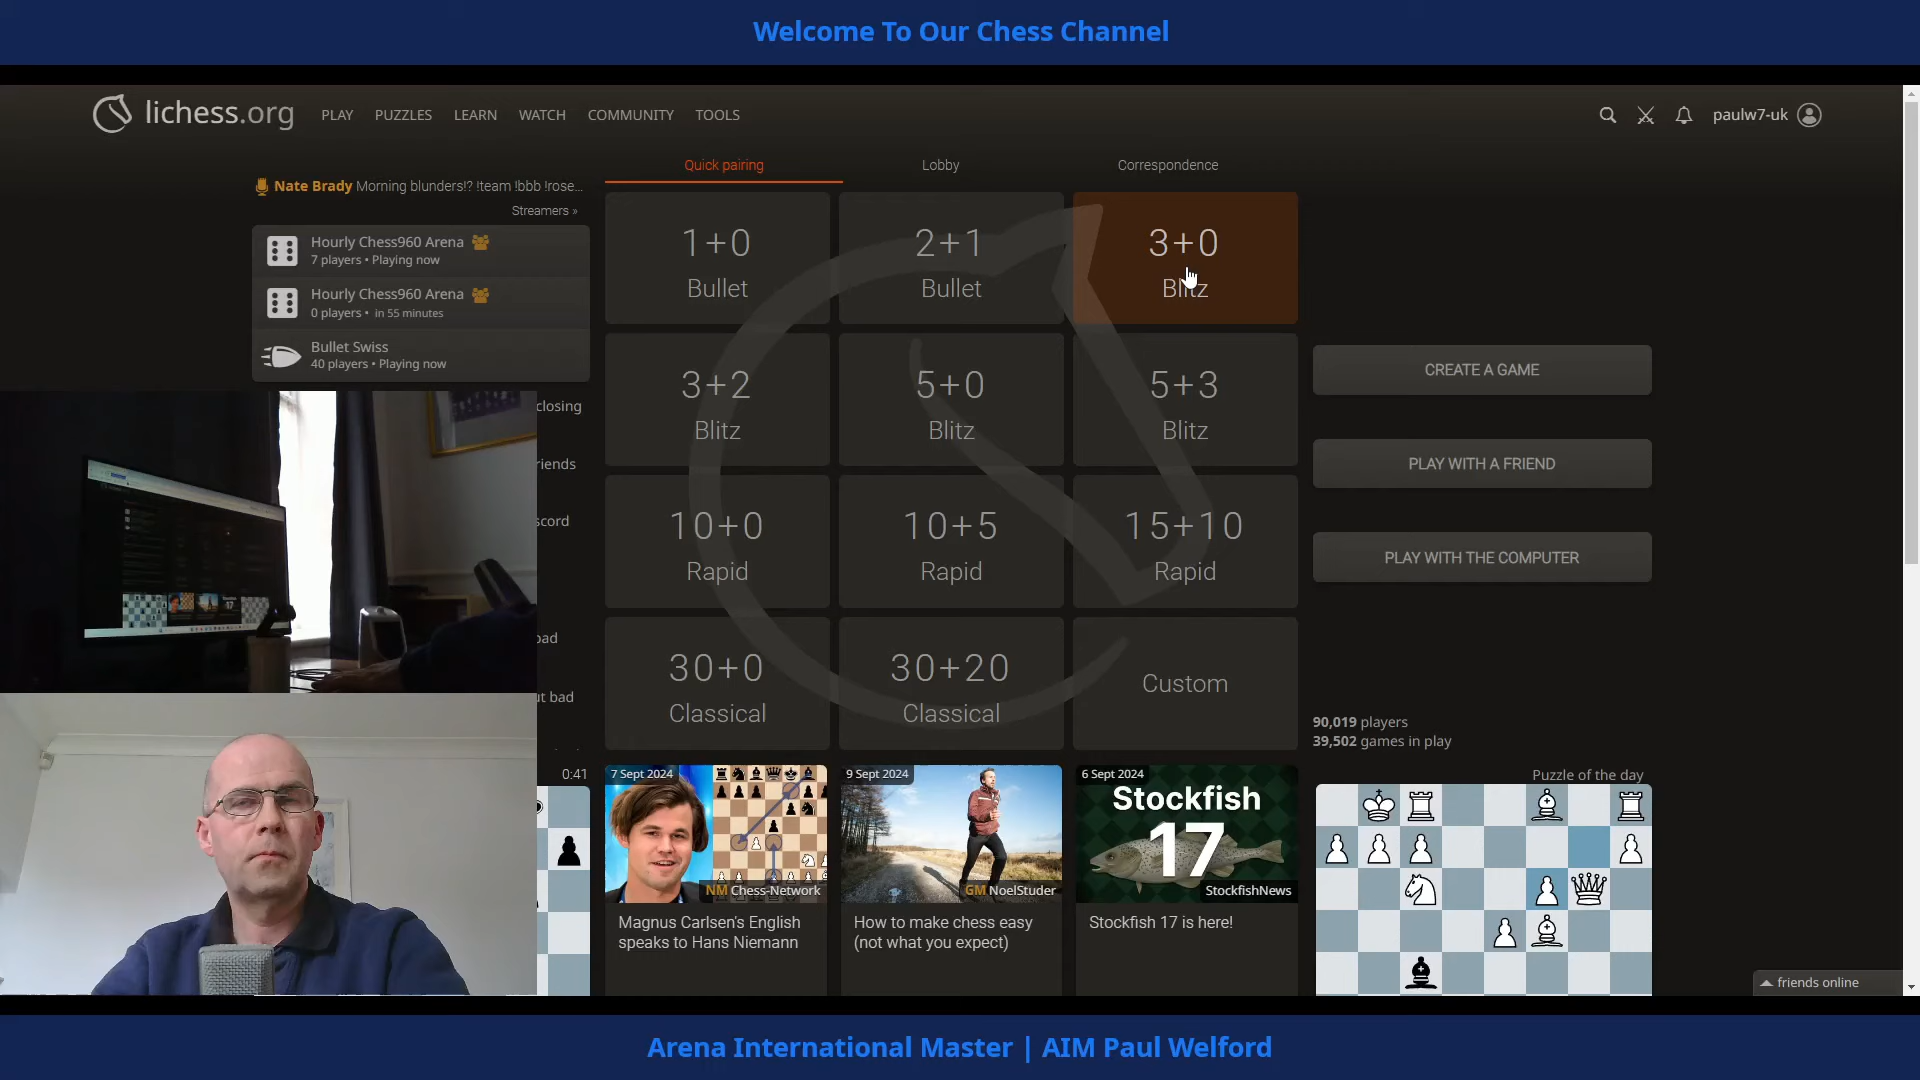 Welcome To Our Chess Channel
lichess.org
PLAY PUZZLES LEARN WATCH COMMUNITY TOOLS
paulw7-uk
Quick pairing
Lobby
Correspondence
Nate Brady Morning blunders!? !team !bbb !rose...
Streamers »
Hourly Chess960 Arena
7 players • Playing now
Hourly Chess960 Arena
0 players • in 55 minutes
Bullet Swiss
40 players • Playing now
closing
riends
scord
oad
ut bad
0:41
1+0
Bullet
2+1
Bullet
3+0
Blitz
3+2
Blitz
5+0
Blitz
5+3
Blitz
10+0
Rapid
10+5
Rapid
15+10
Rapid
30+0
Classical
30+20
Classical
Custom
CREATE A GAME
PLAY WITH A FRIEND
PLAY WITH THE COMPUTER
90,019 players
39,502 games in play
7 Sept 2024
NM Chess-Network
Magnus Carlsen's English
speaks to Hans Niemann
9 Sept 2024
GM NoelStuder
How to make chess easy
(not what you expect)
6 Sept 2024
Stockfish
17
StockfishNews
Stockfish 17 is here!
Puzzle of the day
friends online
Arena International Master | AIM Paul Welford